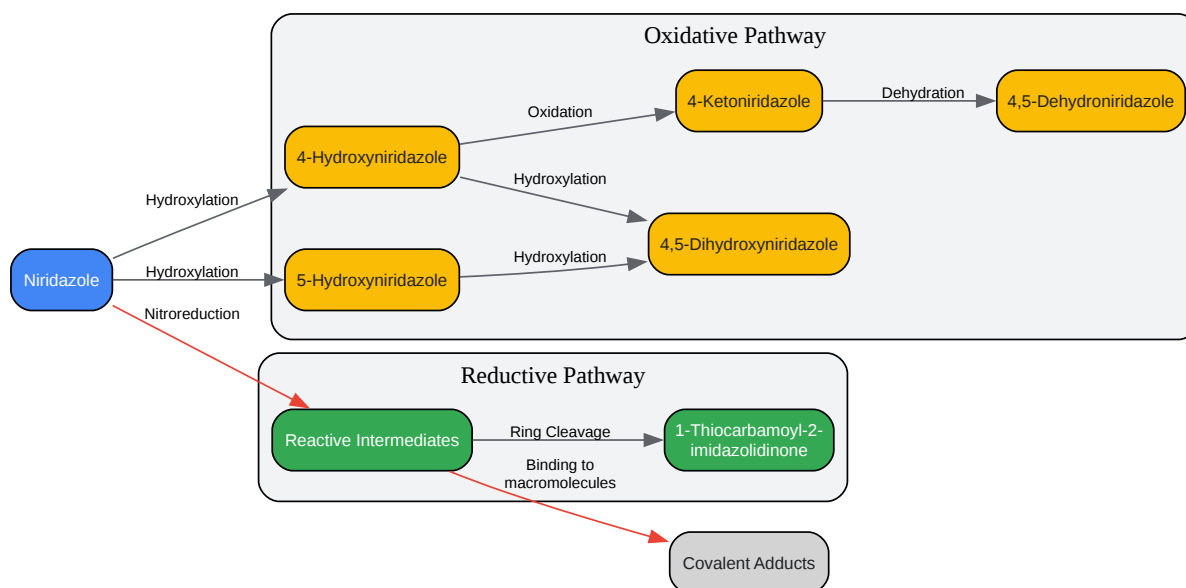 Oxidative Pathway
4-Ketoniridazole
Dehydration
4,5-Dehydroniridazole
Oxidation
4-Hydroxyniridazole
Hydroxylation
Hydroxylation
4,5-Dihydroxyniridazole
Niridazole
Hydroxylation
5-Hydroxyniridazole
Hydroxylation
Nitroreduction
Reductive Pathway
Reactive Intermediates
Ring Cleavage
1-Thiocarbamoyl-2-
imidazolidinone
Binding to
macromolecules
Covalent Adducts